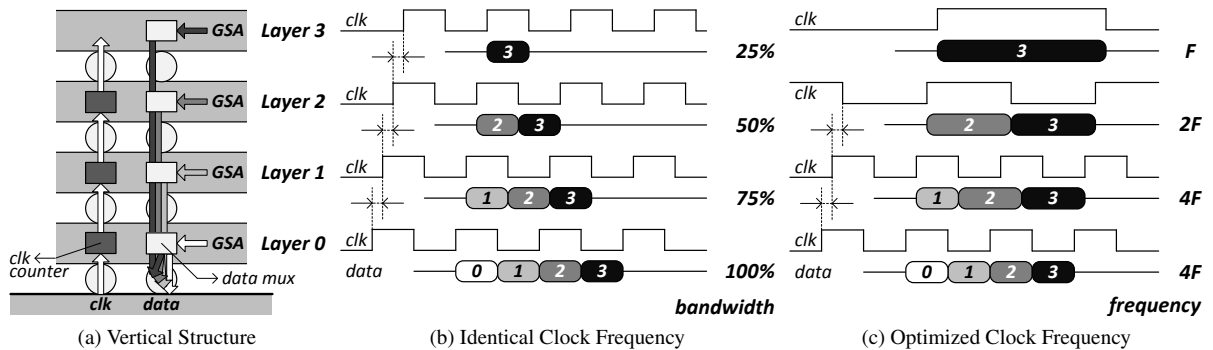 GSA Layer 3
GSA Layer 2
GSA Layer 1
GSA Layer 0
clk
counter
data mux
clk data
(a) Vertical Structure
clk
3
25%
clk
2 3
50%
clk
1 2 3
75%
clk
data
0 1 2 3
100%
bandwidth
(b) Identical Clock Frequency
clk
3
F
clk
2 3
2F
clk
1 2 3
4F
clk
data
0 1 2 3
4F
frequency
(c) Optimized Clock Frequency